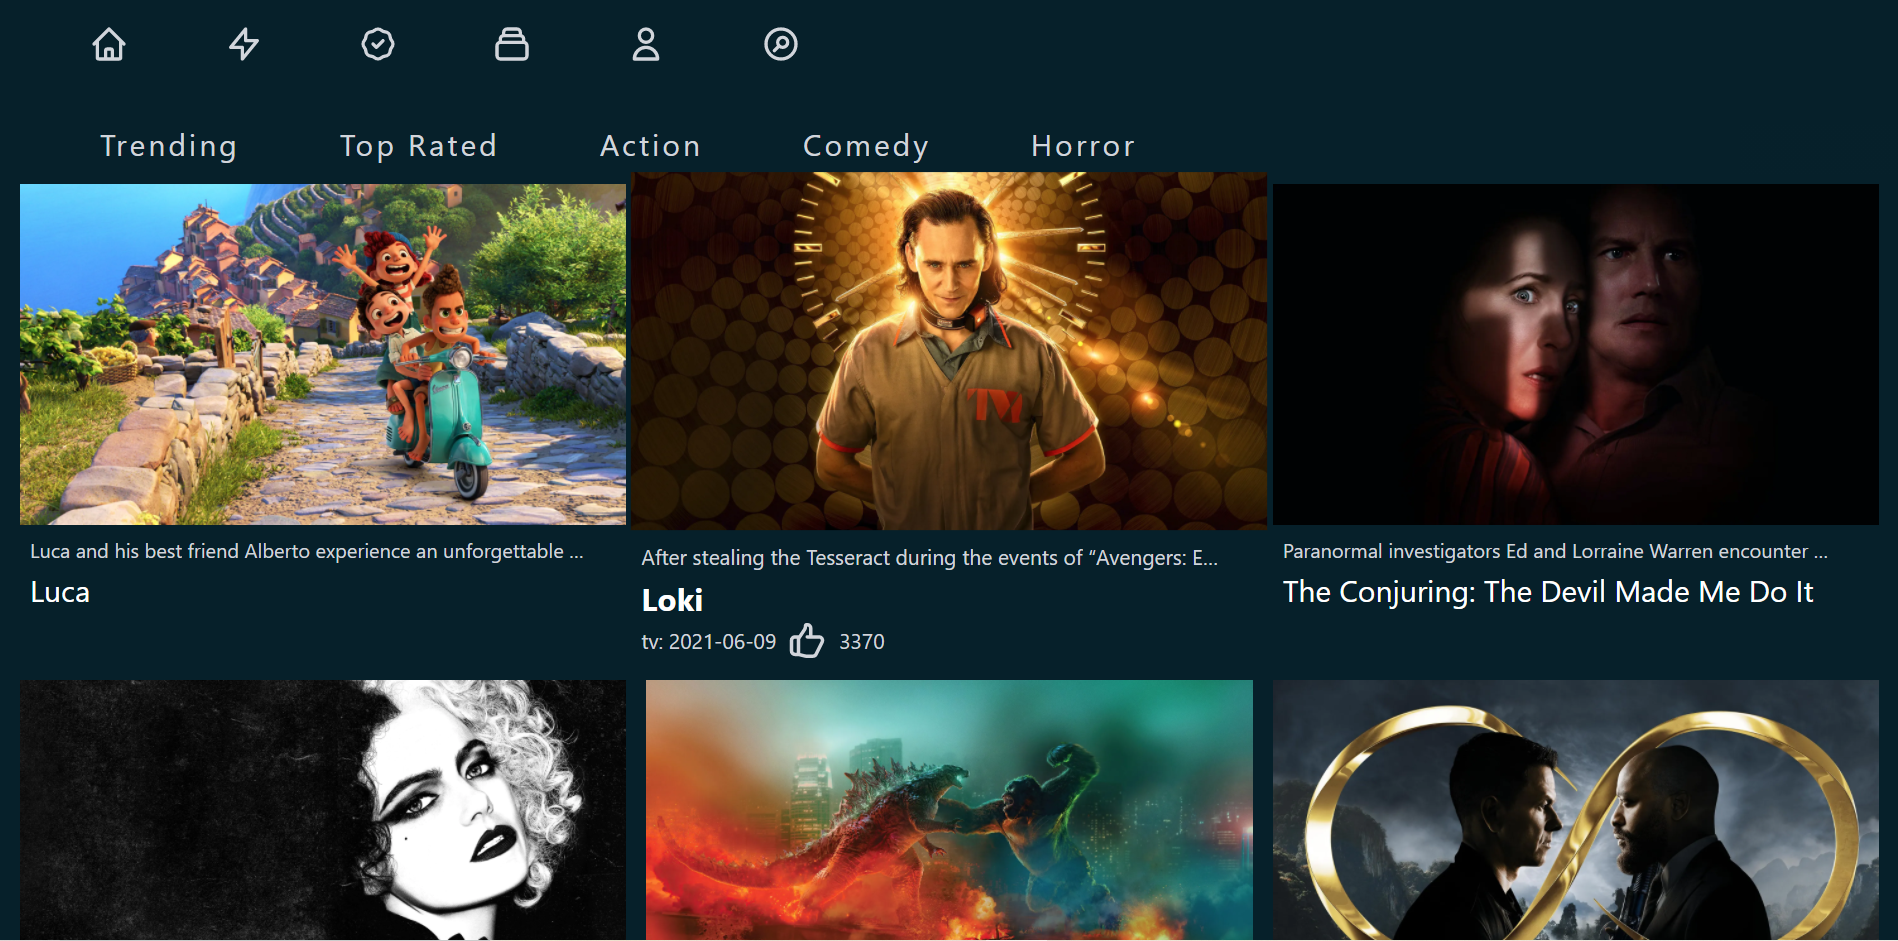 Trending
Top Rated
Action
Comedy
Horror
TVA
Luca and his best friend Alberto experience an unforgettable ...
Luca
After stealing the Tesseract during the events of “Avengers: E...
Loki
tv: 2021-06-09
3370
Paranormal investigators Ed and Lorraine Warren encounter ...
The Conjuring: The Devil Made Me Do It